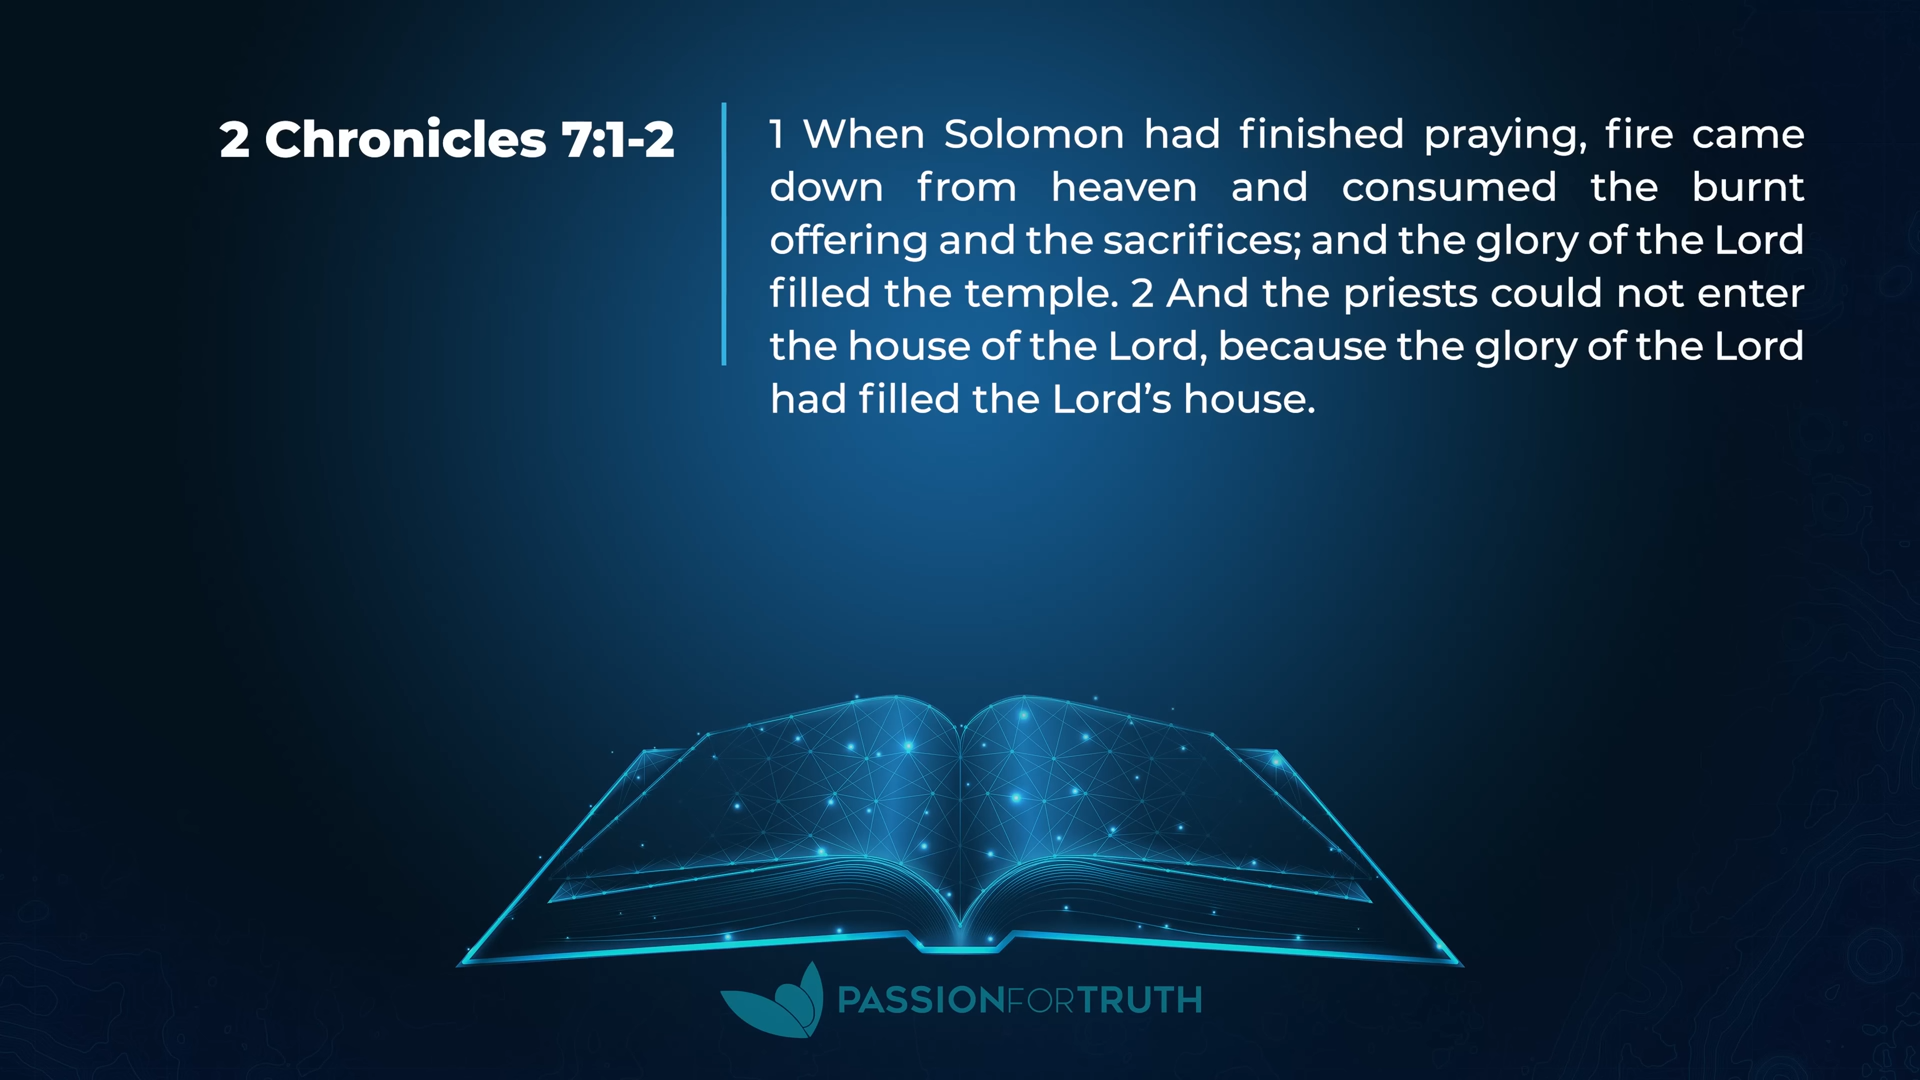 2 Chronicles 7:1-2
1 When Solomon had finished praying, fire came
down from heaven and consumed the burnt
offering and the sacrifices; and the glory of the Lord
filled the temple. 2 And the priests could not enter
the house of the Lord, because the glory of the Lord
had filled the Lord’s house.
PASSIONFORTRUTH